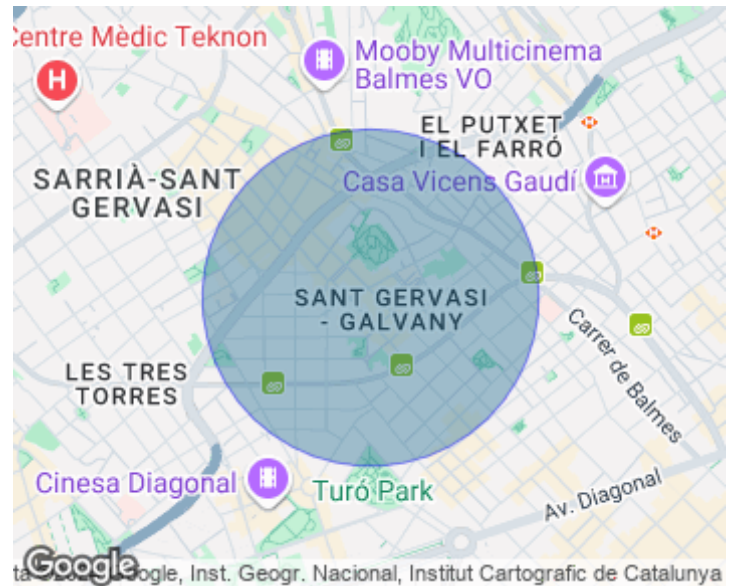 Centre Mèdic Teknon
H
Mooby Multicinema
Balmes VO
EL PUTXET
I EL FARRÓ
SARRIÀ-SANT
GERVASI
Casa Vicens Gaudí
SANT GERVASI
- GALVANY
Carrer de Balmes
LES TRES
TORRES
Cinesa Diagonal
Turó Park
Av. Diagonal
Google
Google, Inst. Geogr. Nacional, Institut Cartografic de Catalunya